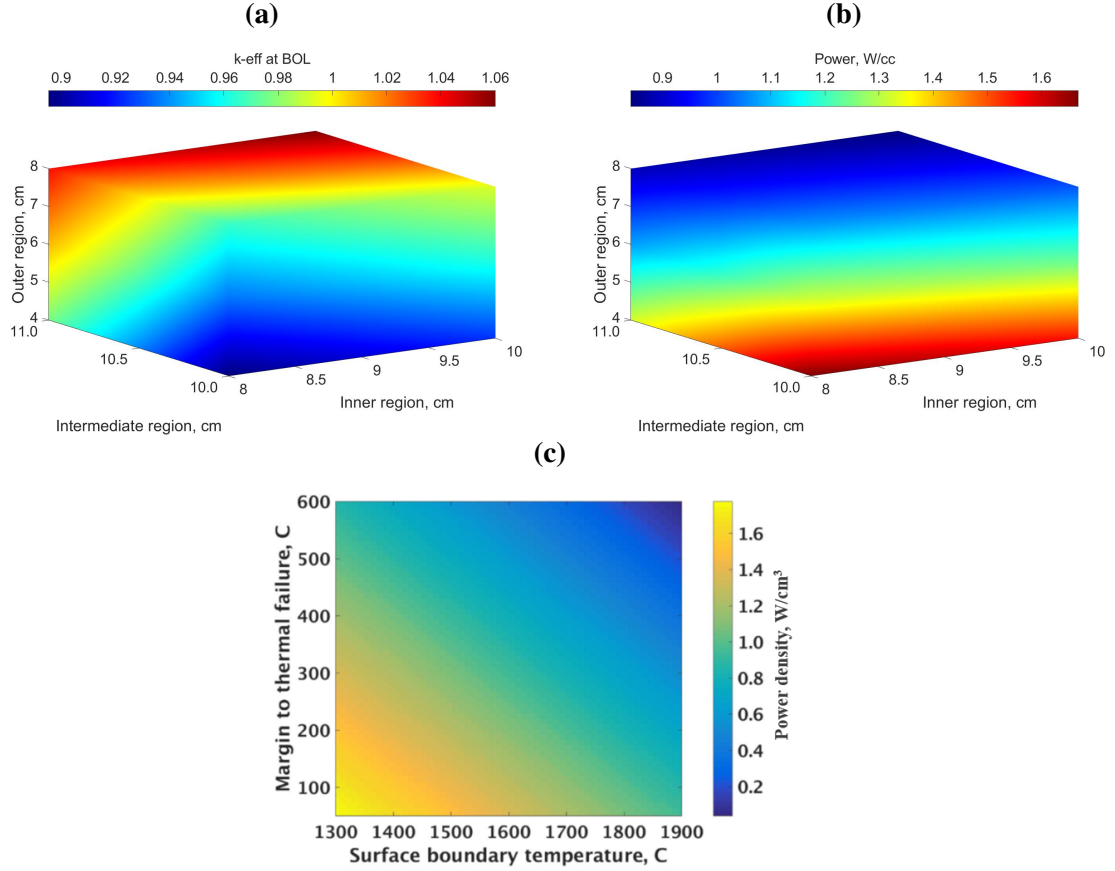 (a)
k-eff at BOL
0.9 0.92 0.94 0.96 0.98 1 1.02 1.04 1.06
8
7
6
5
4
Outer region, cm
11.0
10.5
10.0
Intermediate region, cm
8
8.5
9
9.5
10
Inner region, cm
(b)
Power, W/cc
0.9 1 1.1 1.2 1.3 1.4 1.5 1.6
8
7
6
5
4
Outer region, cm
11.0
10.5
10.0
Intermediate region, cm
8
8.5
9
9.5
10
Inner region, cm
(c)
600
500
400
300
200
100
Margin to thermal failure, C
1300 1400 1500 1600 1700 1800 1900
Surface boundary temperature, C
1.6
1.4
1.2
1.0
0.8
0.6
0.4
0.2
Power density, W/cm³